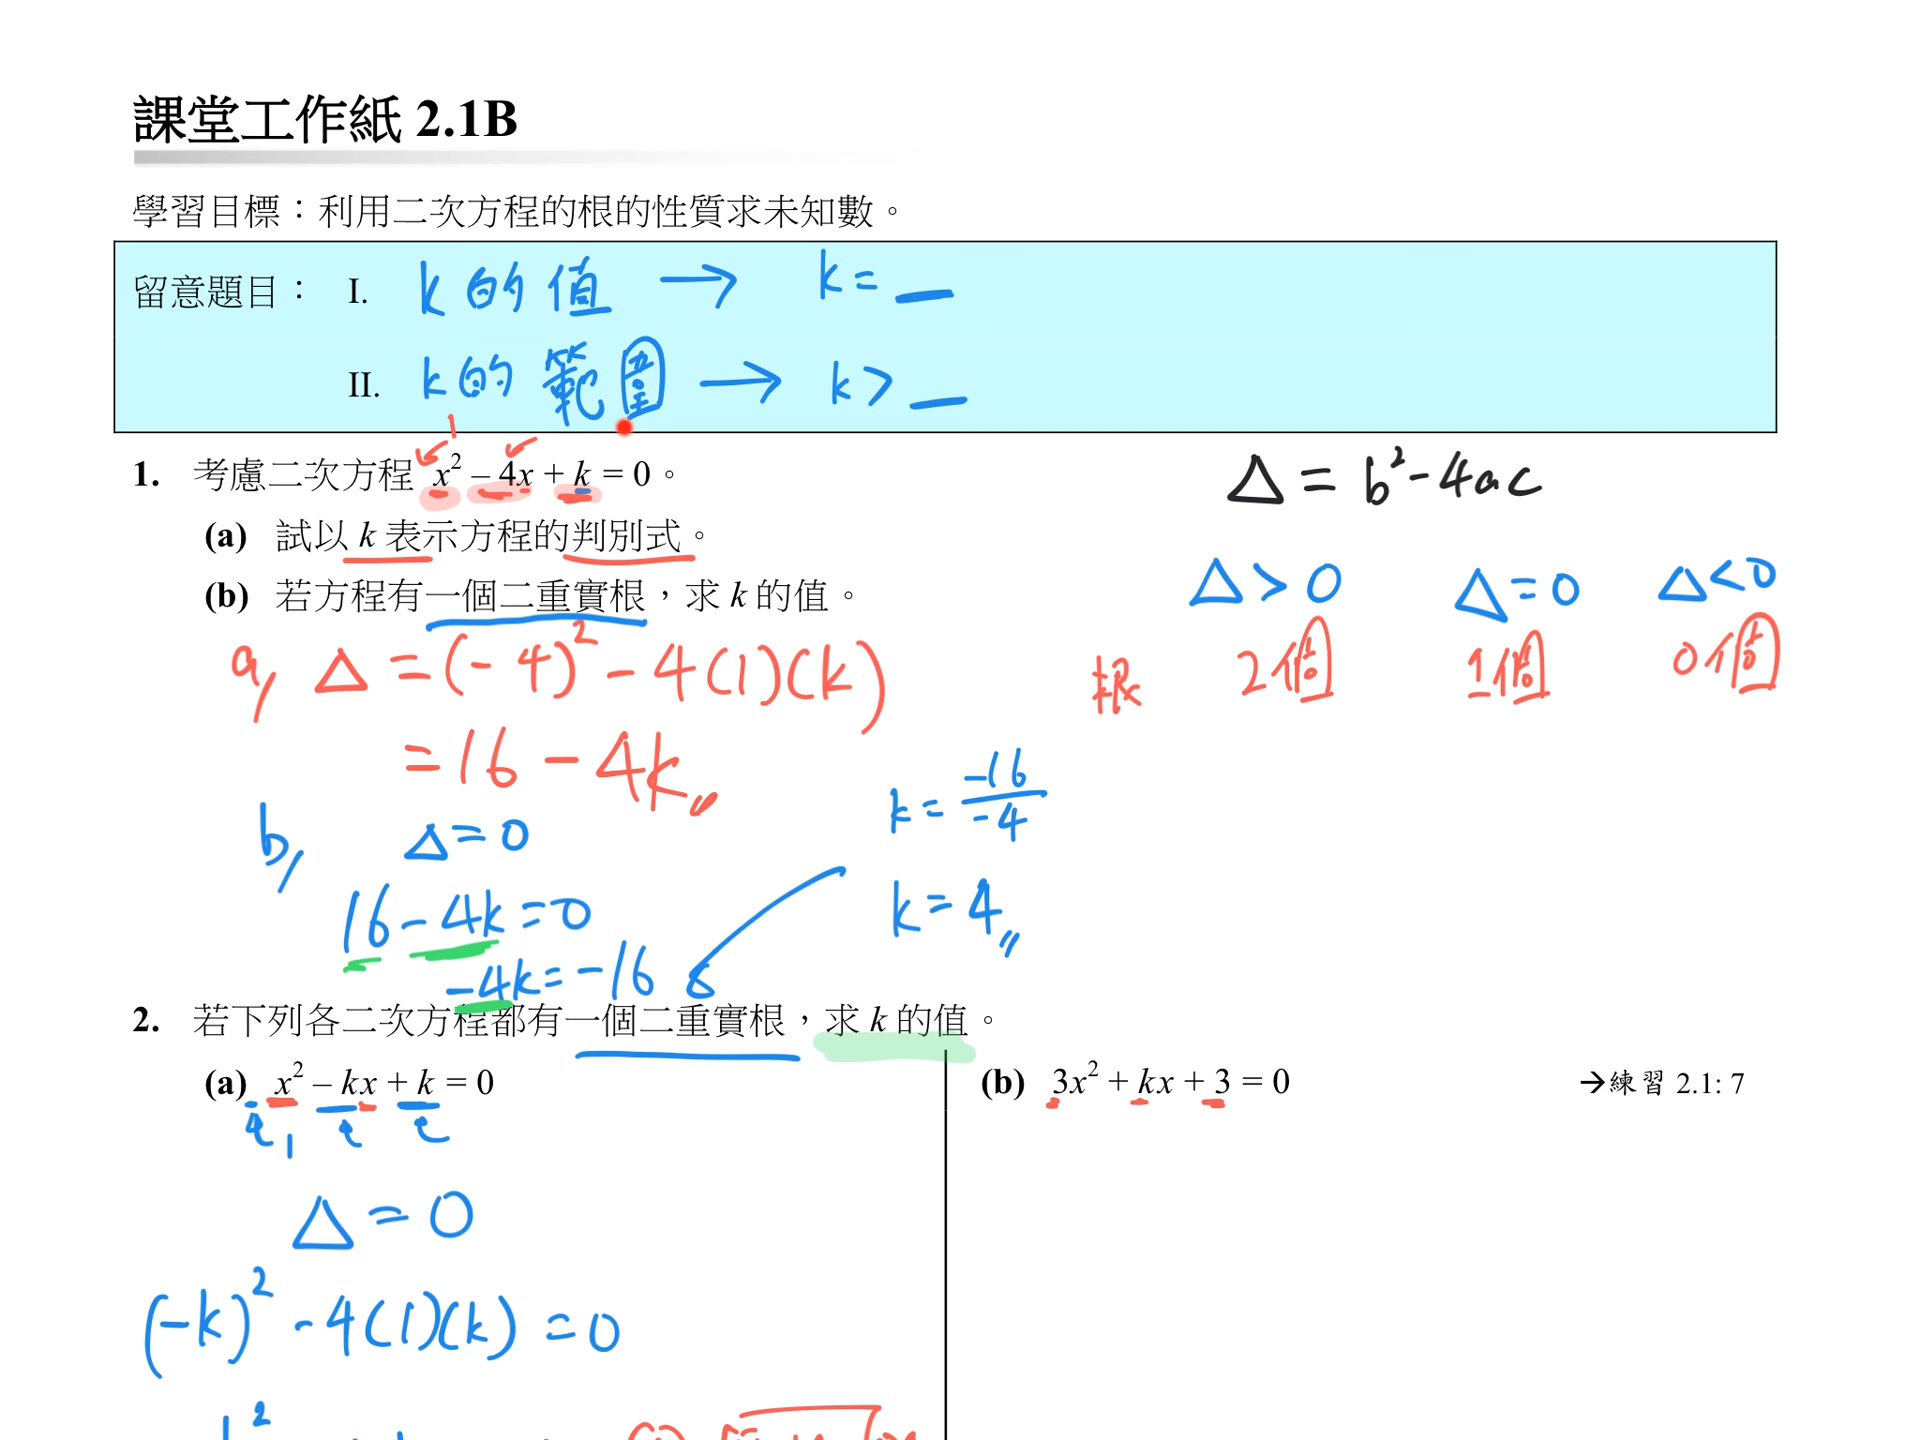 課堂工作紙 2.1B
學習目標：利用二次方程的根的性質求未知數。
留意題目： I. k 的值 → k = _
II. k 的 範圍 → k > _
1
1. 考慮二次方程 x² – 4x + k = 0。
Δ = b² - 4ac
(a) 試以 k 表示方程的判別式。
(b) 若方程有一個二重實根，求 k 的值。
Δ > 0 Δ = 0 Δ < 0
根 2個 1個 0個
a) Δ = (-4)² - 4(1)(k)
= 16 - 4k
b) Δ = 0
16 - 4k = 0
-4k = -16
k = -16/-4
k = 4
2. 若下列各二次方程都有一個二重實根，求 k 的值。
(a) x² – kx + k = 0
(b) 3x² + kx + 3 = 0
→練習 2.1: 7
1
Δ = 0
(-k)² - 4(1)(k) = 0